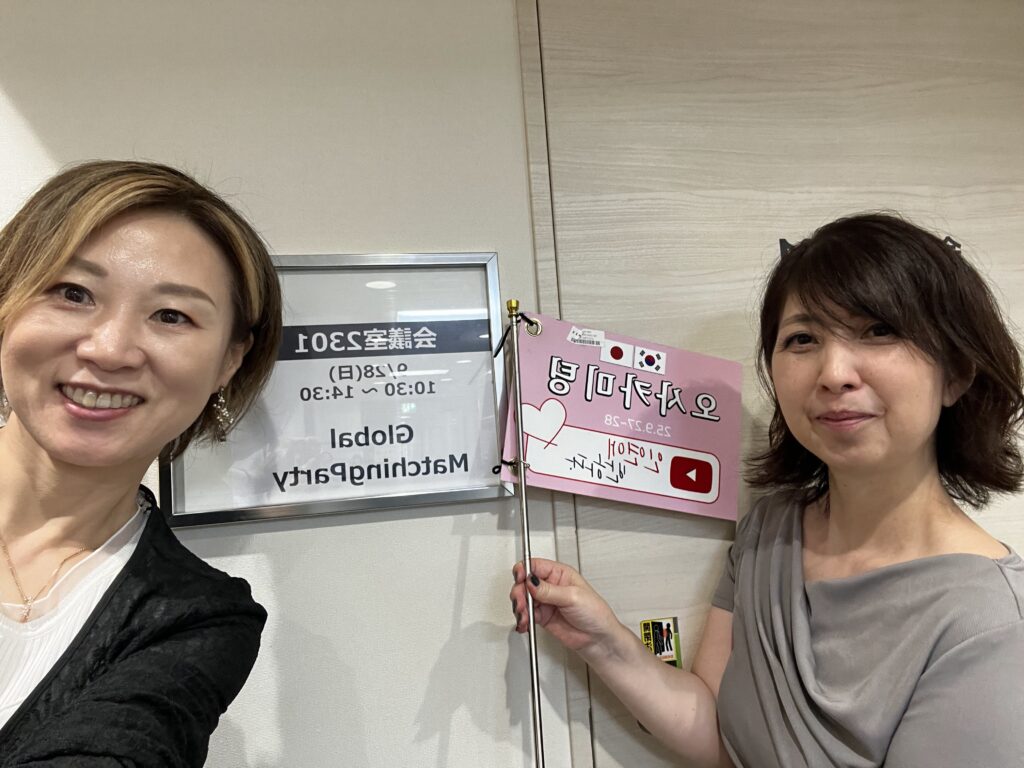 会議室2301
9/28(日)
10:30 ～ 14:30
Global
MatchingParty
오사카미팅
25.9.27-28